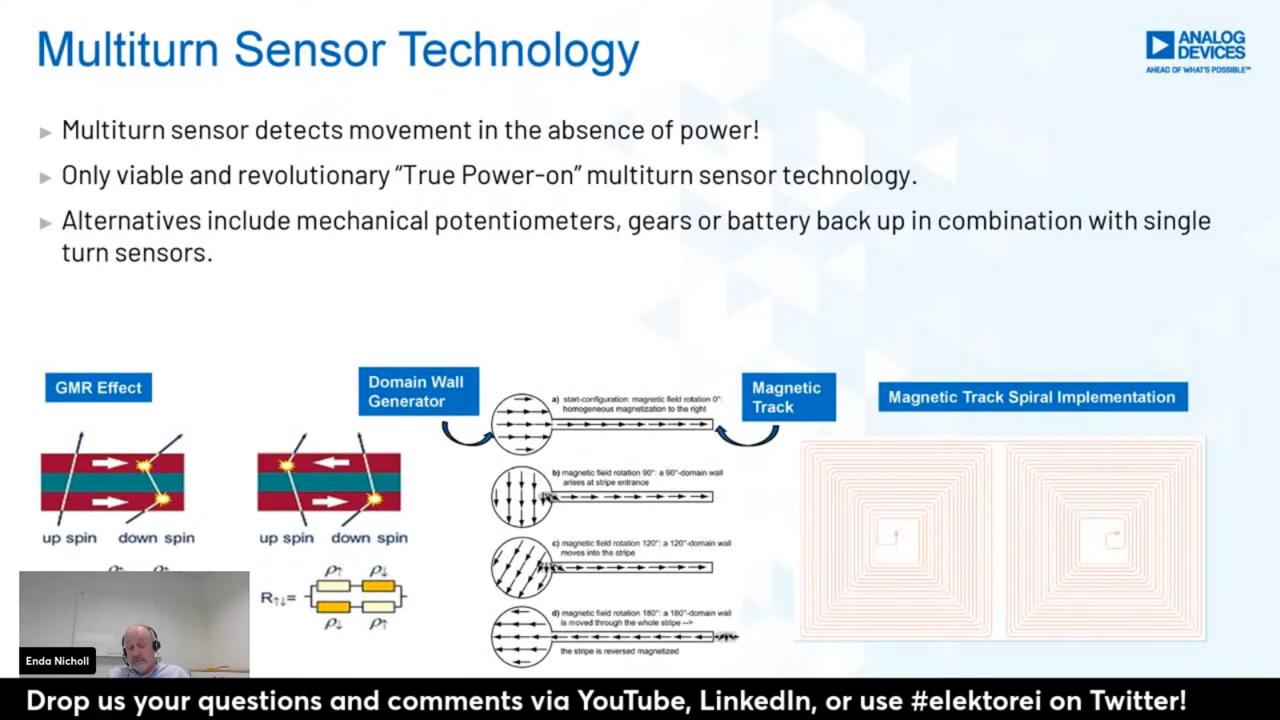 Multiturn Sensor Technology
ANALOG
DEVICES
AHEAD OF WHAT'S POSSIBLE™
Multiturn sensor detects movement in the absence of power!
Only viable and revolutionary “True Power-on” multiturn sensor technology.
Alternatives include mechanical potentiometers, gears or battery back up in combination with single
turn sensors.
GMR Effect
up spin down spin
up spin down spin
R↑↓=
ρ↑ ρ↓
ρ↓ ρ↑
Domain Wall
Generator
a) start-configuration: magnetic field rotation 0°:
homogeneous magnetization to the right
b) magnetic field rotation 90°: a 90°-domain wall
arises at stripe entrance
c) magnetic field rotation 120°: a 120°-domain wall
moves into the stripe
d) magnetic field rotation 180°: a 180°-domain wall
is moved through the whole stripe -->
the stripe is reversed magnetized
Magnetic
Track
Magnetic Track Spiral Implementation
Enda Nicholl
Drop us your questions and comments via YouTube, LinkedIn, or use #elektorei on Twitter!